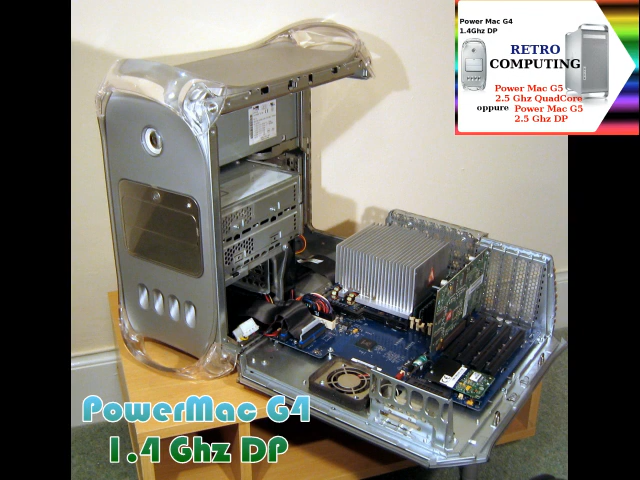 Power Mac G4
1.4Ghz DP
RETRO
COMPUTING
Power Mac G5
2.5 Ghz QuadCore
oppure Power Mac G5
2.5 Ghz DP
PowerMac G4
1.4 Ghz DP